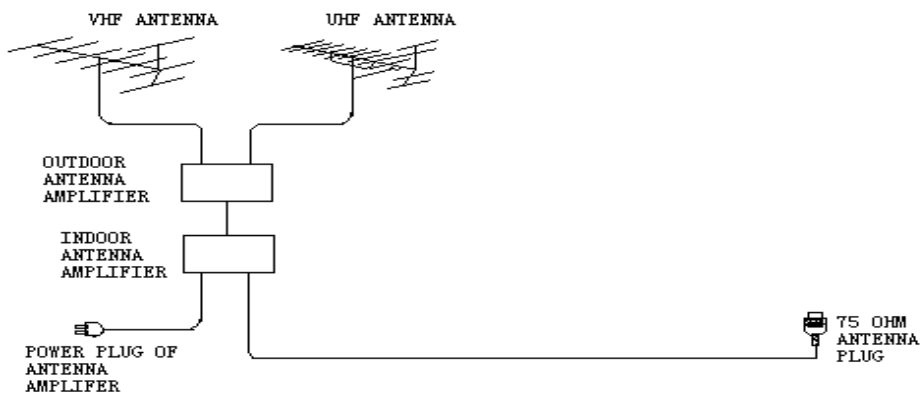 VHF ANTENNA
UHF ANTENNA
OUTDOOR
ANTENNA
AMPLIFIER
INDOOR
ANTENNA
AMPLIFIER
75 OHM
ANTENNA
PLUG
POWER PLUG OF
ANTENNA
AMPLIFER